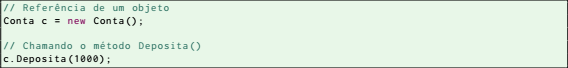 // Referência de um objeto
Conta c = new Conta();
// Chamando o método Deposita()
c.Deposita(1000);